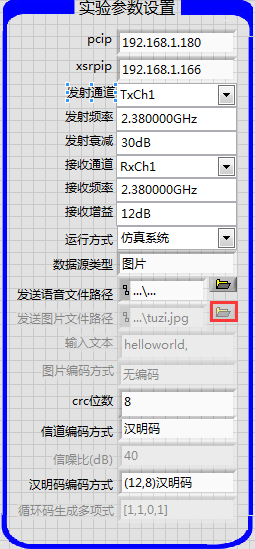 实验参数设置
pcip 192.168.1.180
xsrpip 192.168.1.166
发射通道 TxCh1
发射频率 2.380000GHz
发射衰减 30dB
接收通道 RxCh1
接收频率 2.380000GHz
接收增益 12dB
运行方式 仿真系统
数据源类型 图片
发送语音文件路径 ...\...
发送图片文件路径 ...\tuzi.jpg
输入文本 helloworld,
图片编码方式 无编码
crc位数 8
信道编码方式 汉明码
信噪比(dB) 40
汉明码编码方式 (12,8)汉明码
循环码生成多项式 [1,1,0,1]